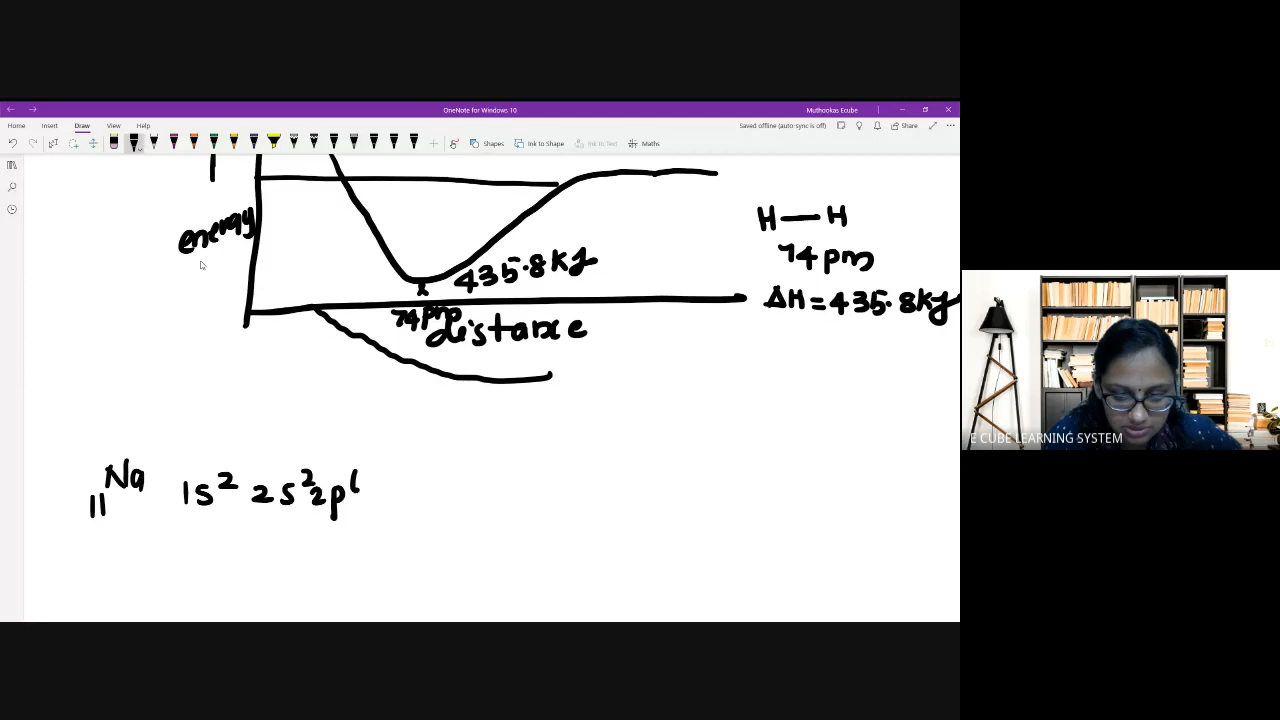 OneNote for Windows 10
Muthookas Ecube
Home Insert Draw View Help
Saved offline (auto-sync is off)
Share
Shapes
Ink to Shape
Ink to Text
Maths
energy
435.8 kJ
74 pm
distance
H—H
74 pm
ΔH = 435.8 kJ
11Na 1s² 2s² 2p⁶
E CUBE LEARNING SYSTEM